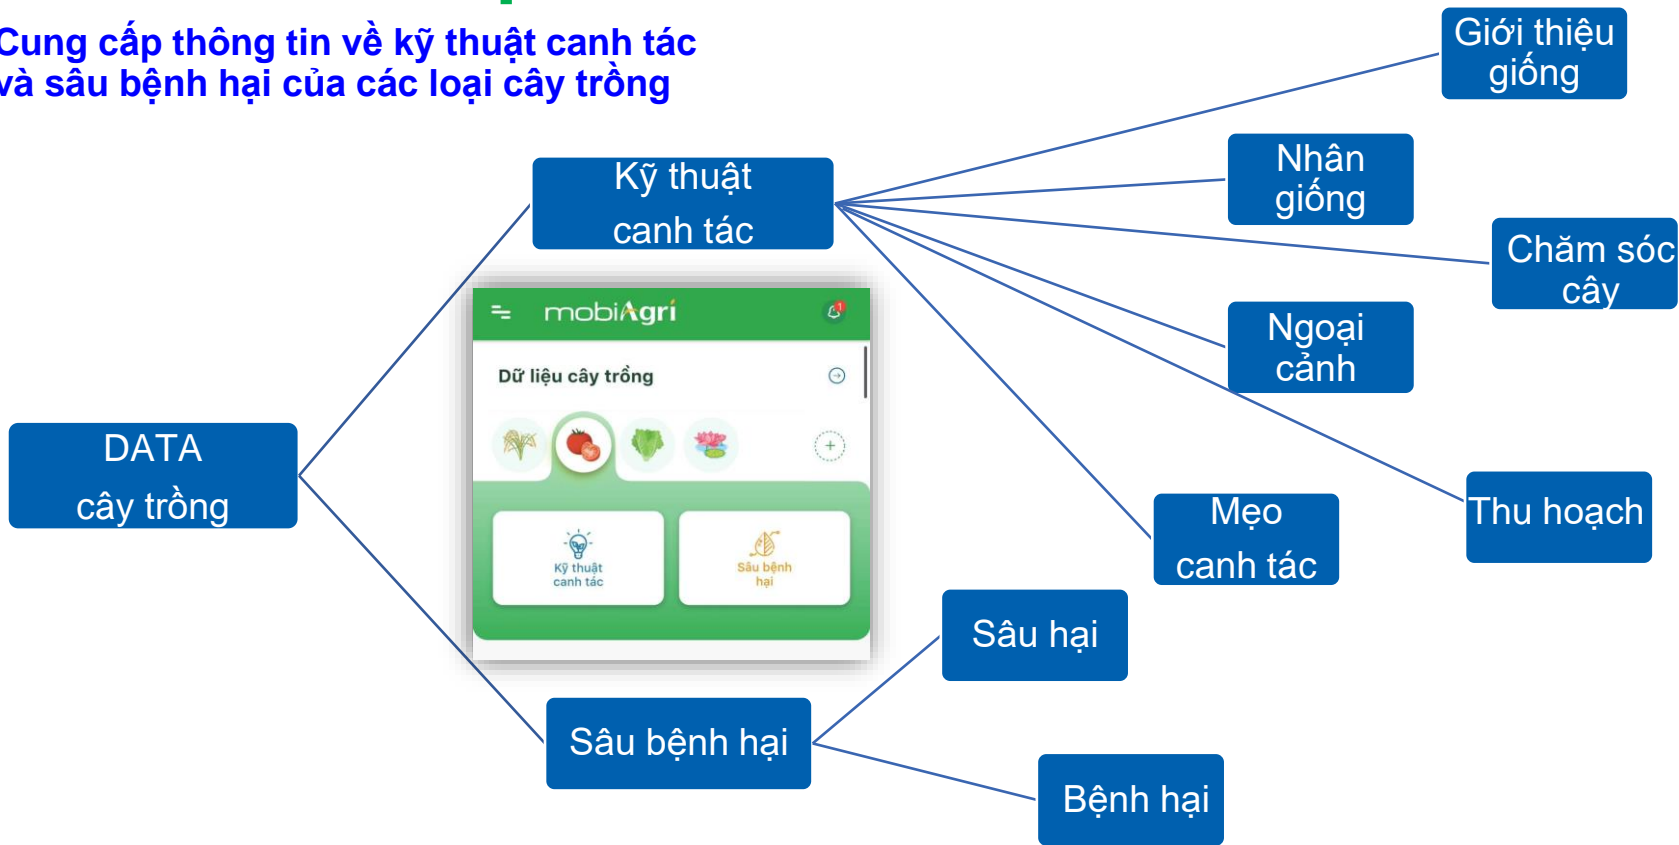 Cung cấp thông tin về kỹ thuật canh tác
và sâu bệnh hại của các loại cây trồng
Giới thiệu
giống
Nhân
giống
Kỹ thuật
canh tác
Chăm sóc
cây
mobiAgri
1
Ngoại
cảnh
Dữ liệu cây trồng
DATA
cây trồng
Thu hoạch
Mẹo
canh tác
Kỹ thuật
canh tác
Sâu bệnh
hại
Sâu hại
Sâu bệnh hại
Bệnh hại